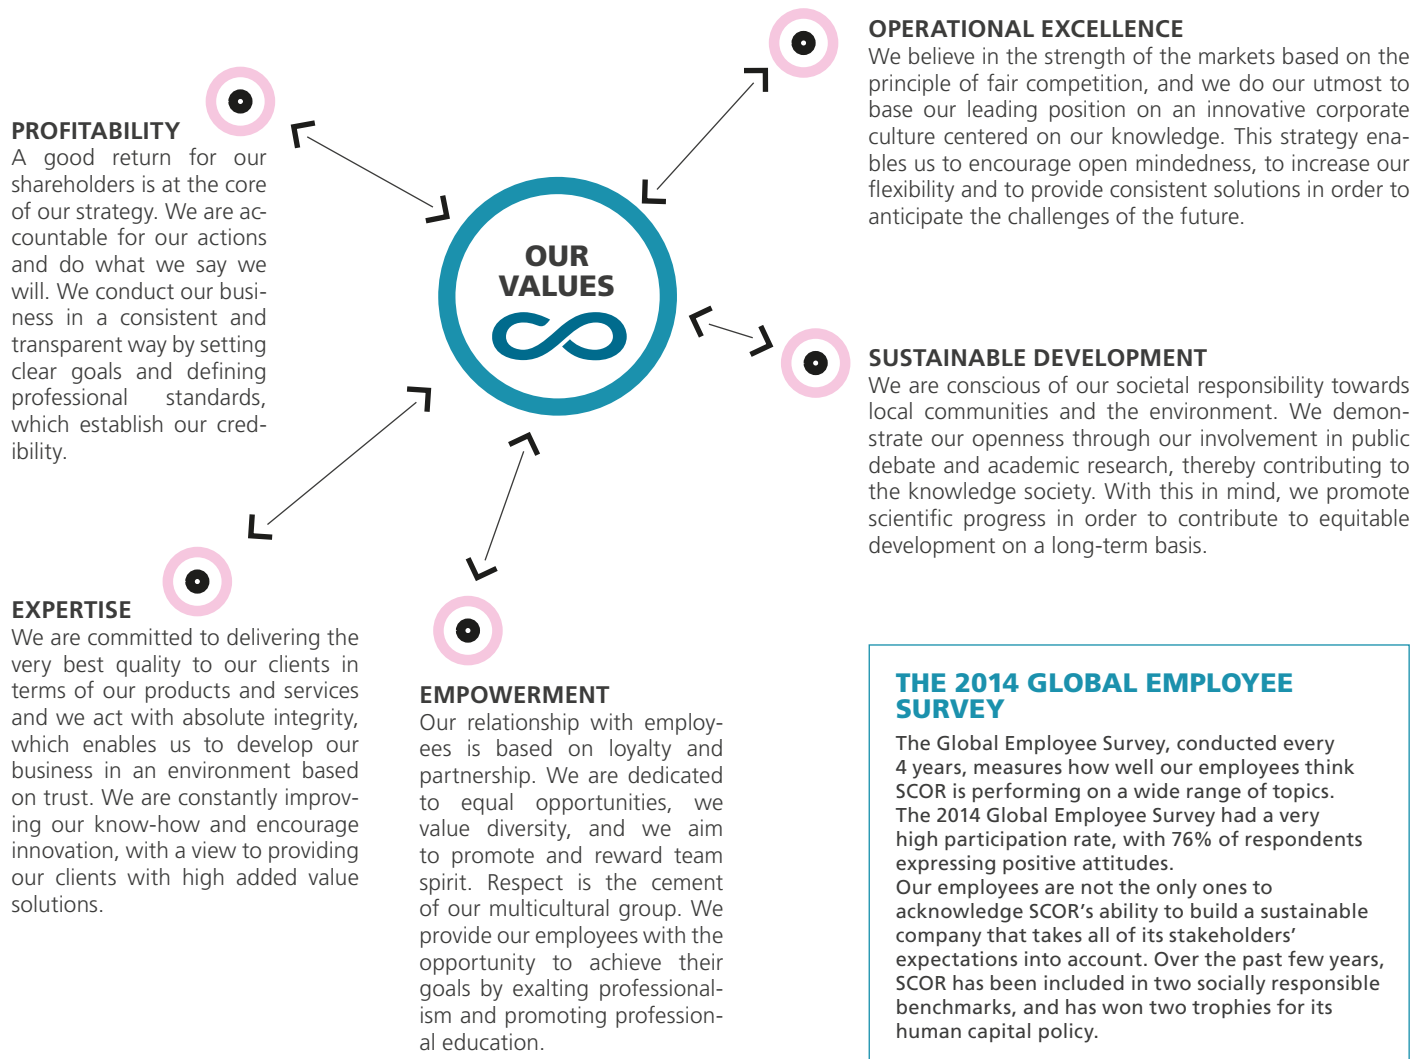 OPERATIONAL EXCELLENCE
We believe in the strength of the markets based on the
principle of fair competition, and we do our utmost to
base our leading position on an innovative corporate
culture centered on our knowledge. This strategy ena-
bles us to encourage open mindedness, to increase our
flexibility and to provide consistent solutions in order to
anticipate the challenges of the future.
PROFITABILITY
A good return for our
shareholders is at the core
of our strategy. We are ac-
countable for our actions
and do what we say we
will. We conduct our busi-
ness in a consistent and
transparent way by setting
clear goals and defining
professional standards,
which establish our cred-
ibility.
OUR
VALUES
SUSTAINABLE DEVELOPMENT
We are conscious of our societal responsibility towards
local communities and the environment. We demon-
strate our openness through our involvement in public
debate and academic research, thereby contributing to
the knowledge society. With this in mind, we promote
scientific progress in order to contribute to equitable
development on a long-term basis.
EXPERTISE
We are committed to delivering the
very best quality to our clients in
terms of our products and services
and we act with absolute integrity,
which enables us to develop our
business in an environment based
on trust. We are constantly improv-
ing our know-how and encourage
innovation, with a view to providing
our clients with high added value
solutions.
EMPOWERMENT
Our relationship with employ-
ees is based on loyalty and
partnership. We are dedicated
to equal opportunities, we
value diversity, and we aim
to promote and reward team
spirit. Respect is the cement
of our multicultural group. We
provide our employees with the
opportunity to achieve their
goals by exalting professional-
ism and promoting profession-
al education.
THE 2014 GLOBAL EMPLOYEE
SURVEY
The Global Employee Survey, conducted every
4 years, measures how well our employees think
SCOR is performing on a wide range of topics.
The 2014 Global Employee Survey had a very
high participation rate, with 76% of respondents
expressing positive attitudes.
Our employees are not the only ones to
acknowledge SCOR's ability to build a sustainable
company that takes all of its stakeholders'
expectations into account. Over the past few years,
SCOR has been included in two socially responsible
benchmarks, and has won two trophies for its
human capital policy.